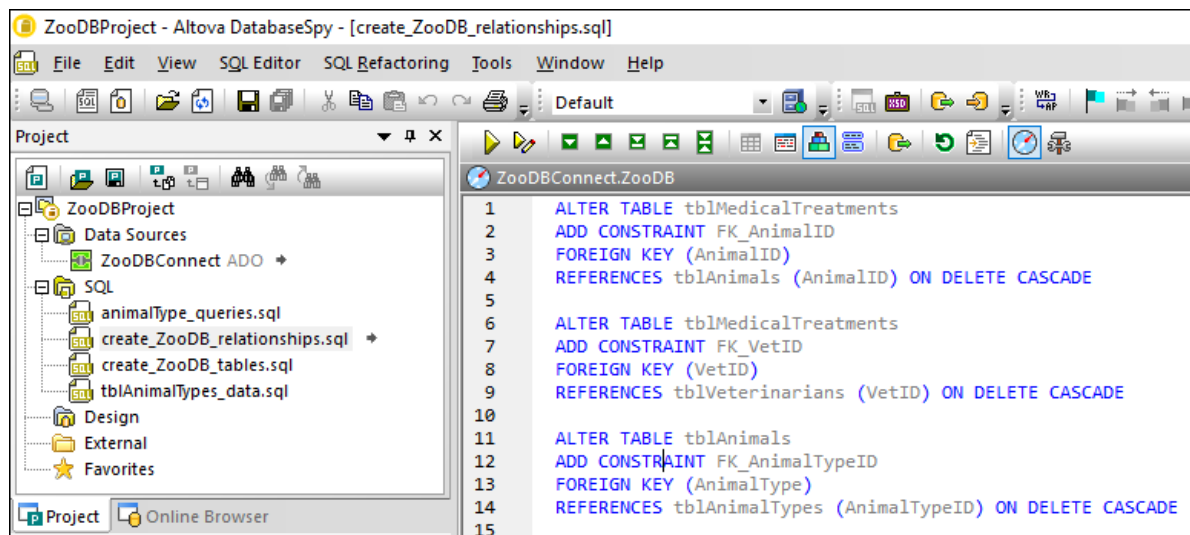 ZooDBProject - Altova DatabaseSpy - [create_ZooDB_relationships.sql]
File Edit View SQL Editor SQL Refactoring Tools Window Help
Default
Project
ZooDBProject
Data Sources
ZooDBConnect ADO
SQL
animalType_queries.sql
create_ZooDB_relationships.sql
create_ZooDB_tables.sql
tblAnimalTypes_data.sql
Design
External
Favorites
Project Online Browser
ZooDBConnect.ZooDB
1 ALTER TABLE tblMedicalTreatments
2 ADD CONSTRAINT FK_AnimalID
3 FOREIGN KEY (AnimalID)
4 REFERENCES tblAnimals (AnimalID) ON DELETE CASCADE
5
6 ALTER TABLE tblMedicalTreatments
7 ADD CONSTRAINT FK_VetID
8 FOREIGN KEY (VetID)
9 REFERENCES tblVeterinarians (VetID) ON DELETE CASCADE
10
11 ALTER TABLE tblAnimals
12 ADD CONSTRAINT FK_AnimalTypeID
13 FOREIGN KEY (AnimalType)
14 REFERENCES tblAnimalTypes (AnimalTypeID) ON DELETE CASCADE
15